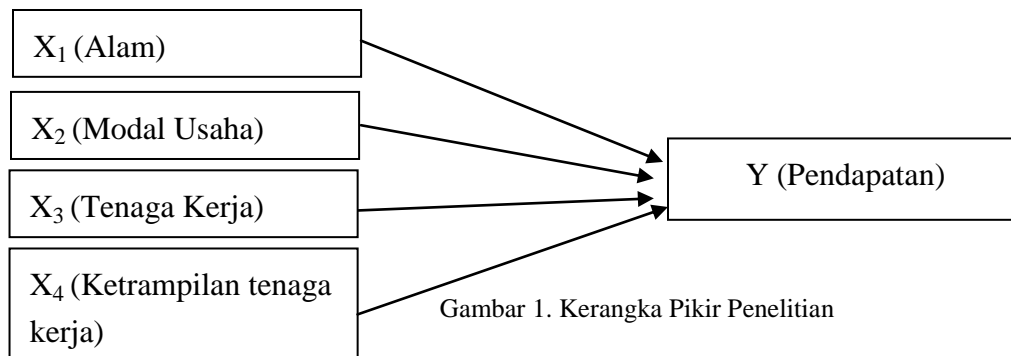 X₁ (Alam)
X₂ (Modal Usaha)
X₃ (Tenaga Kerja)
X₄ (Ketrampilan tenaga
kerja)
Y (Pendapatan)
Gambar 1. Kerangka Pikir Penelitian